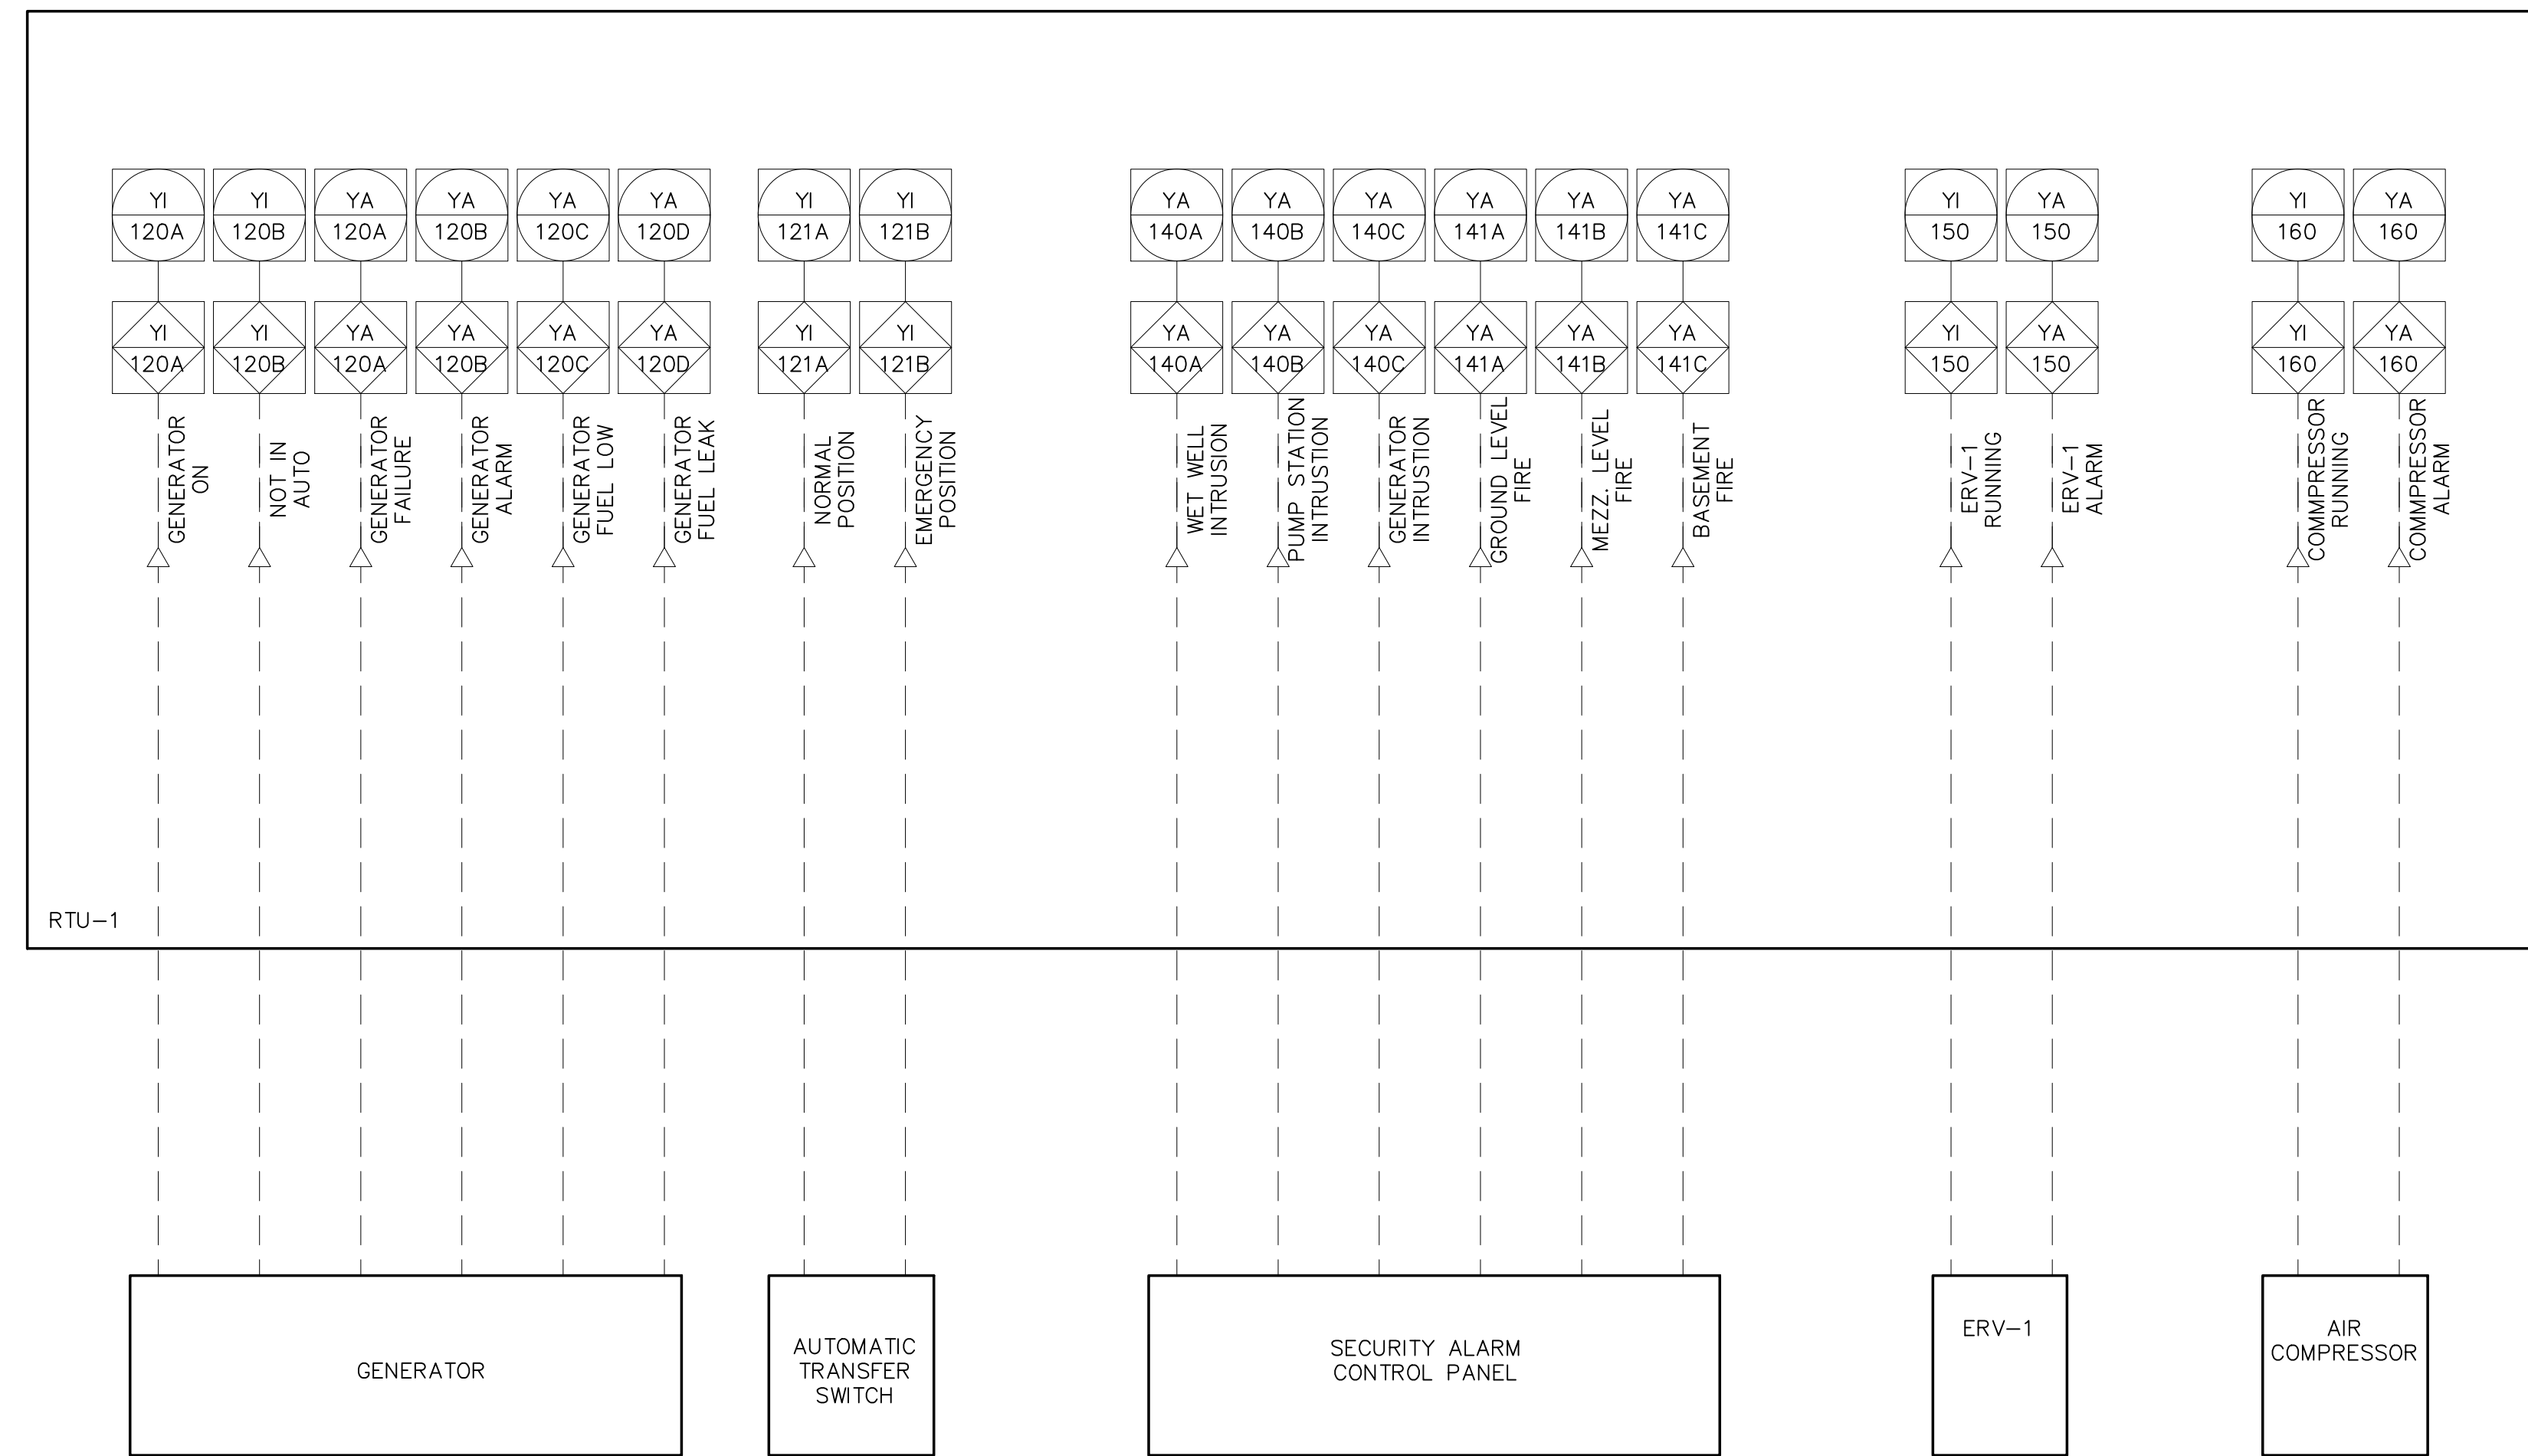 YI YI YA YA YA YA YI YI YA YA YA YA YA YA YI YA YI YA
120A 120B 120A 120B 120C 120D 121A 121B 140A 140B 140C 141A 141B 141C 150 150 160 160
YI YI YA YA YA YA YI YI YA YA YA YA YA YA YI YA YI YA
120A 120B 120A 120B 120C 120D 121A 121B 140A 140B 140C 141A 141B 141C 150 150 160 160
GENERATOR
ON
NOT IN
AUTO
GENERATOR
FAILURE
GENERATOR
ALARM
GENERATOR
FUEL LOW
GENERATOR
FUEL LEAK
NORMAL
POSITION
EMERGENCY
POSITION
WET WELL
INTRUSION
PUMP STATION
INTRUSTION
GENERATOR
INTRUSTION
GROUND LEVEL
FIRE
MEZZ. LEVEL
FIRE
BASEMENT
FIRE
ERV-1
RUNNING
ERV-1
ALARM
COMMPRESSOR
RUNNING
COMMPRESSOR
ALARM
RTU-1
GENERATOR
AUTOMATIC
TRANSFER
SWITCH
SECURITY ALARM
CONTROL PANEL
ERV-1
AIR
COMPRESSOR